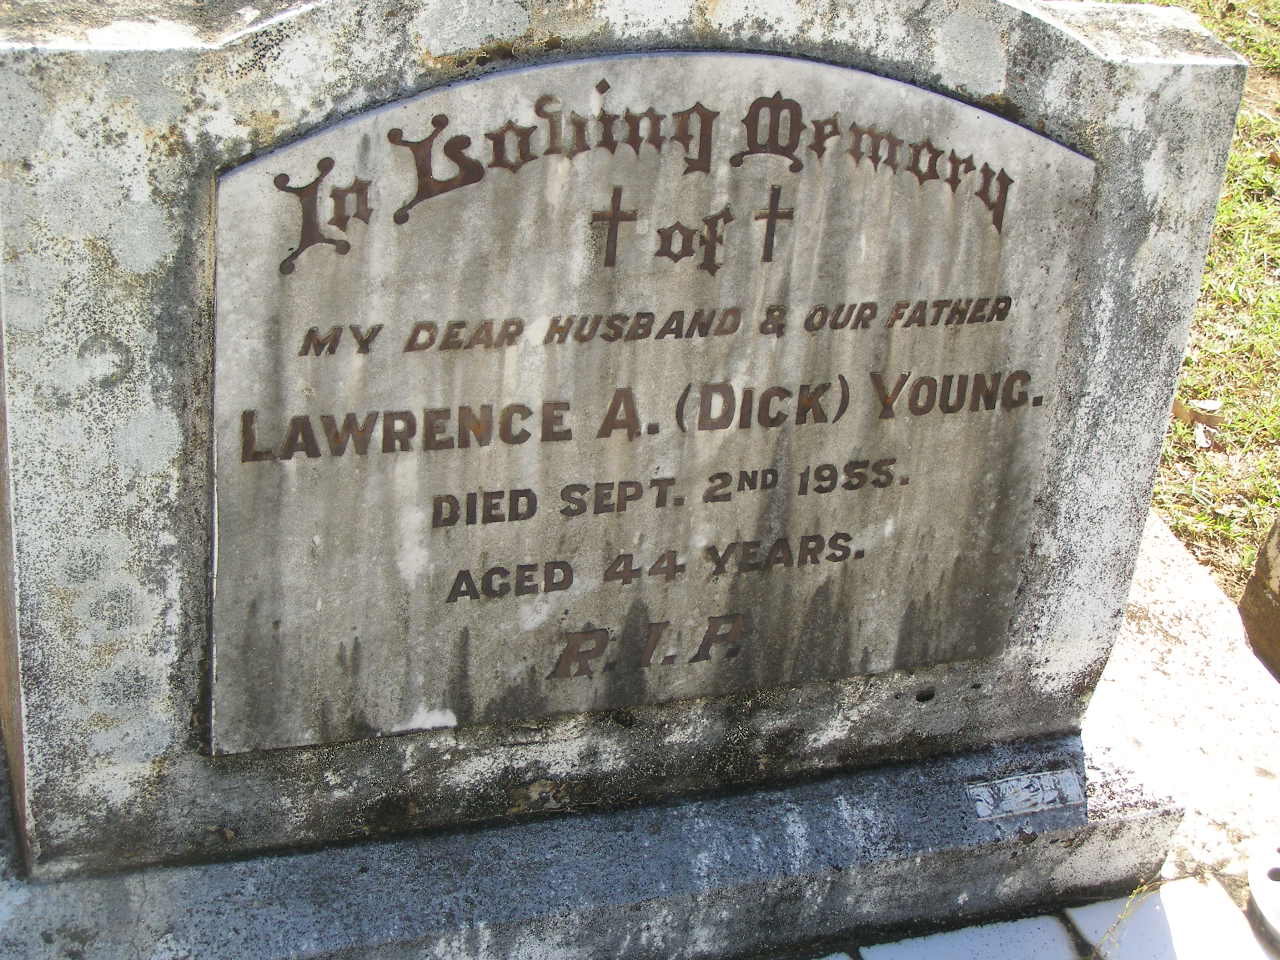 In Loving Memory
† of †
MY DEAR HUSBAND & OUR FATHER
LAWRENCE A. (DICK) YOUNG.
DIED SEPT. 2ND 1955.
AGED 44 YEARS.
R.I.P.